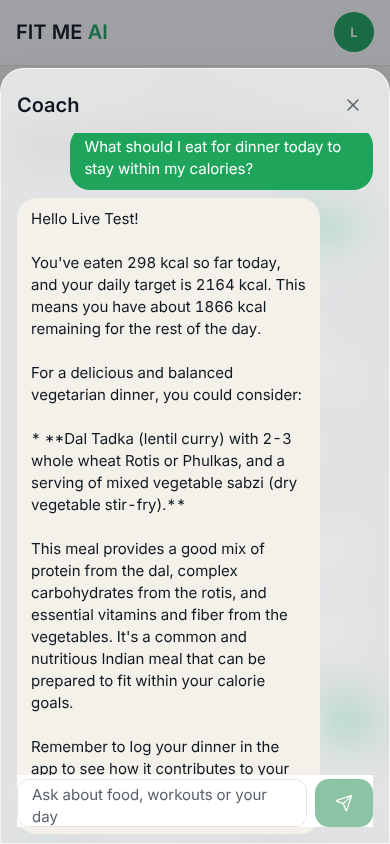 FIT ME AI
L
Coach
What should I eat for dinner today to
stay within my calories?
Hello Live Test!
You've eaten 298 kcal so far today,
and your daily target is 2164 kcal. This
means you have about 1866 kcal
remaining for the rest of the day.
For a delicious and balanced
vegetarian dinner, you could consider:
* **Dal Tadka (lentil curry) with 2-3
whole wheat Rotis or Phulkas, and a
serving of mixed vegetable sabzi (dry
vegetable stir-fry).**
This meal provides a good mix of
protein from the dal, complex
carbohydrates from the rotis, and
essential vitamins and fiber from the
vegetables. It's a common and
nutritious Indian meal that can be
prepared to fit within your calorie
goals.
Remember to log your dinner in the
app to see how it contributes to your
Ask about food, workouts or your
day